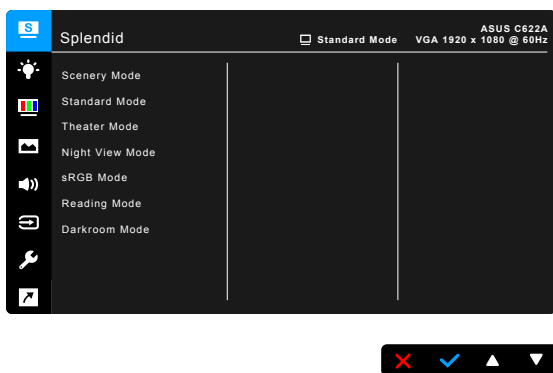 S
Splendid
Standard Mode
ASUS C622A
VGA 1920 x 1080 @ 60Hz
Scenery Mode
Standard Mode
Theater Mode
Night View Mode
sRGB Mode
Reading Mode
Darkroom Mode